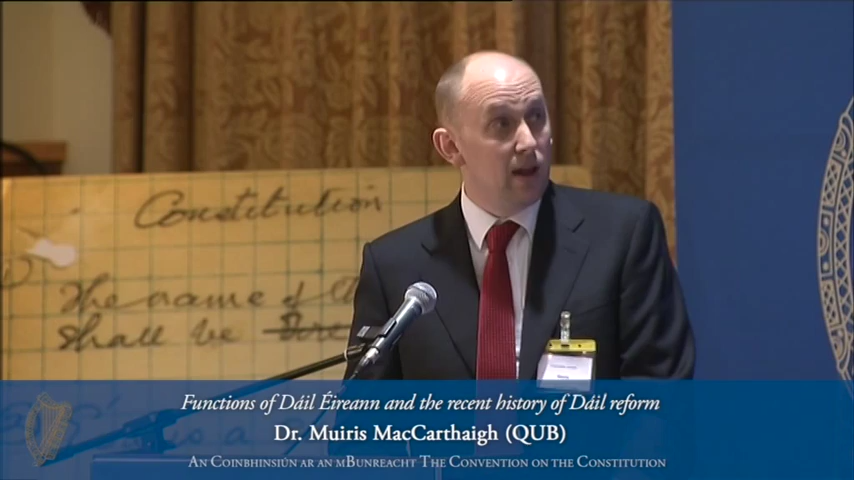 Constitution
The name of
shall be
Functions of Dáil Éireann and the recent history of Dáil reform
Dr. Muiris MacCarthaigh (QUB)
An Coinbhinsiún ar an mBunreacht The Convention on the Constitution